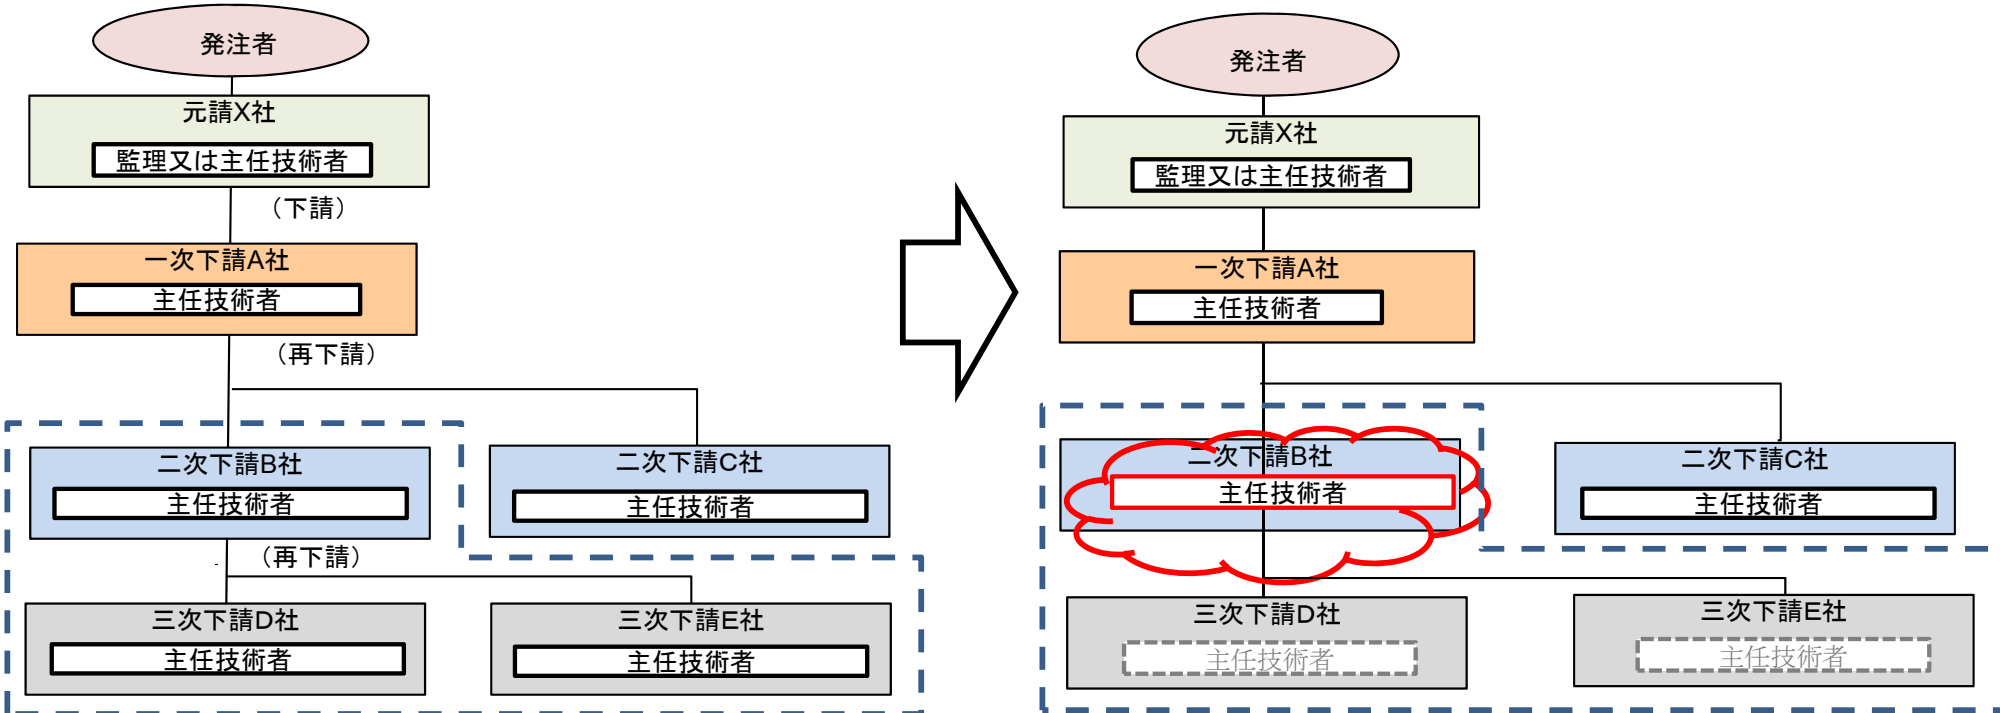 発注者
元請X社
監理又は主任技術者
（下請）
一次下請A社
主任技術者
（再下請）
二次下請B社
主任技術者
二次下請C社
主任技術者
（再下請）
三次下請D社
主任技術者
三次下請E社
主任技術者
発注者
元請X社
監理又は主任技術者
一次下請A社
主任技術者
二次下請B社
主任技術者
二次下請C社
主任技術者
三次下請D社
主任技術者
三次下請E社
主任技術者